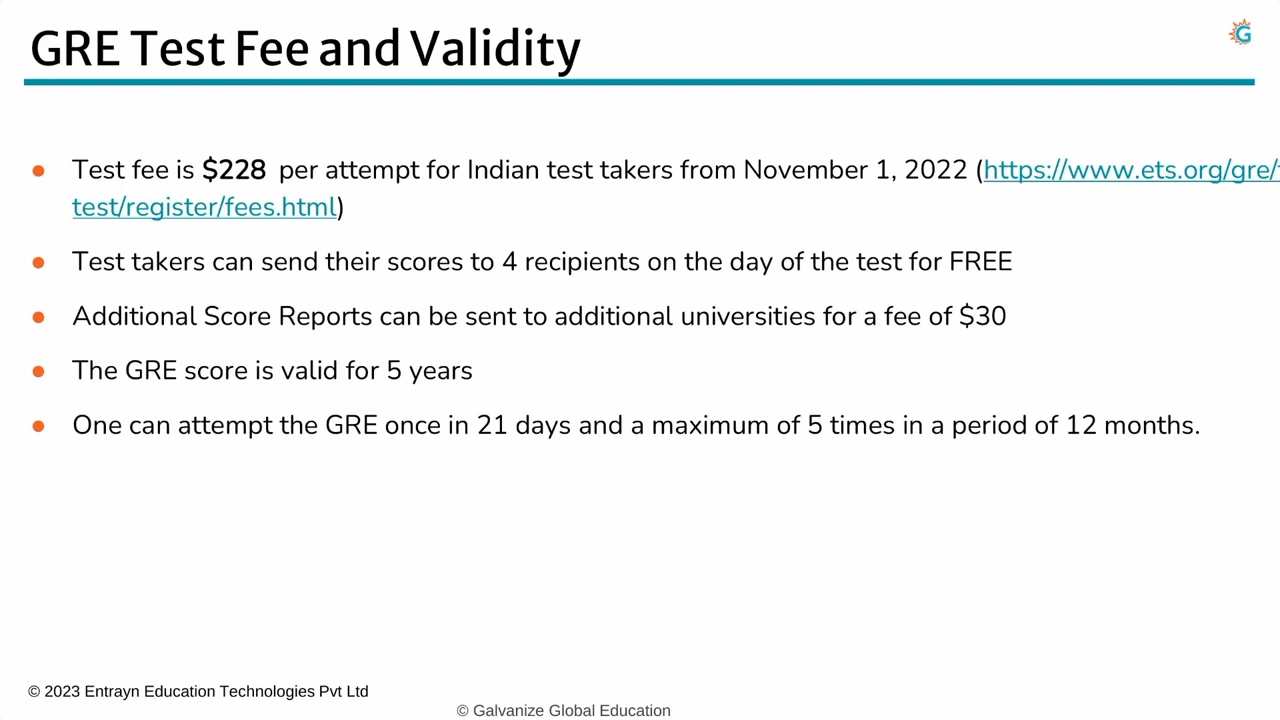 GRE Test Fee and Validity
G
● Test fee is $228 per attempt for Indian test takers from November 1, 2022 (https://www.ets.org/gre/
test/register/fees.html)
● Test takers can send their scores to 4 recipients on the day of the test for FREE
● Additional Score Reports can be sent to additional universities for a fee of $30
● The GRE score is valid for 5 years
● One can attempt the GRE once in 21 days and a maximum of 5 times in a period of 12 months.
© 2023 Entrayn Education Technologies Pvt Ltd
© Galvanize Global Education